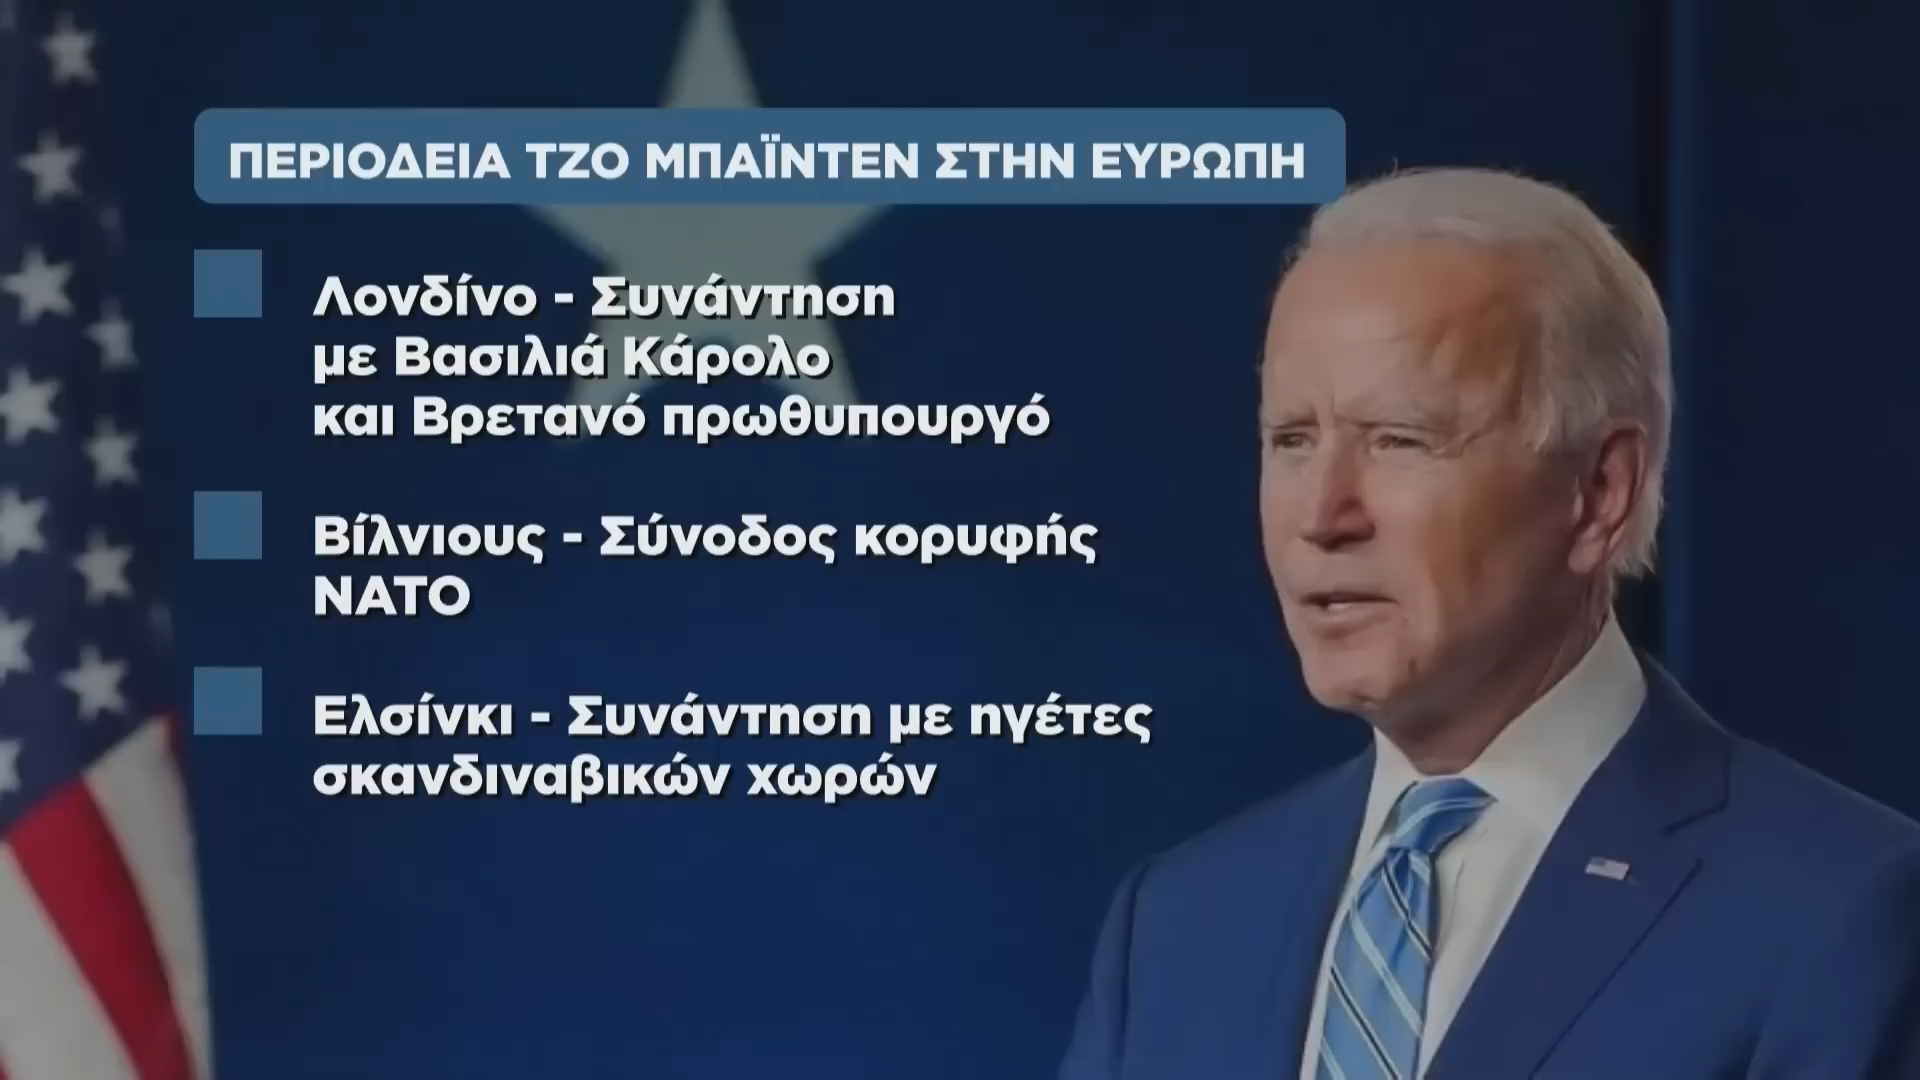 ΠΕΡΙΟΔΕΙΑ ΤΖΟ ΜΠΑΪΝΤΕΝ ΣΤΗΝ ΕΥΡΩΠΗ
Λονδίνο - Συνάντηση
με Βασιλιά Κάρολο
και Βρετανό πρωθυπουργό
Βίλνιους - Σύνοδος κορυφής
ΝΑΤΟ
Ελσίνκι - Συνάντηση με ηγέτες
σκανδιναβικών χωρών